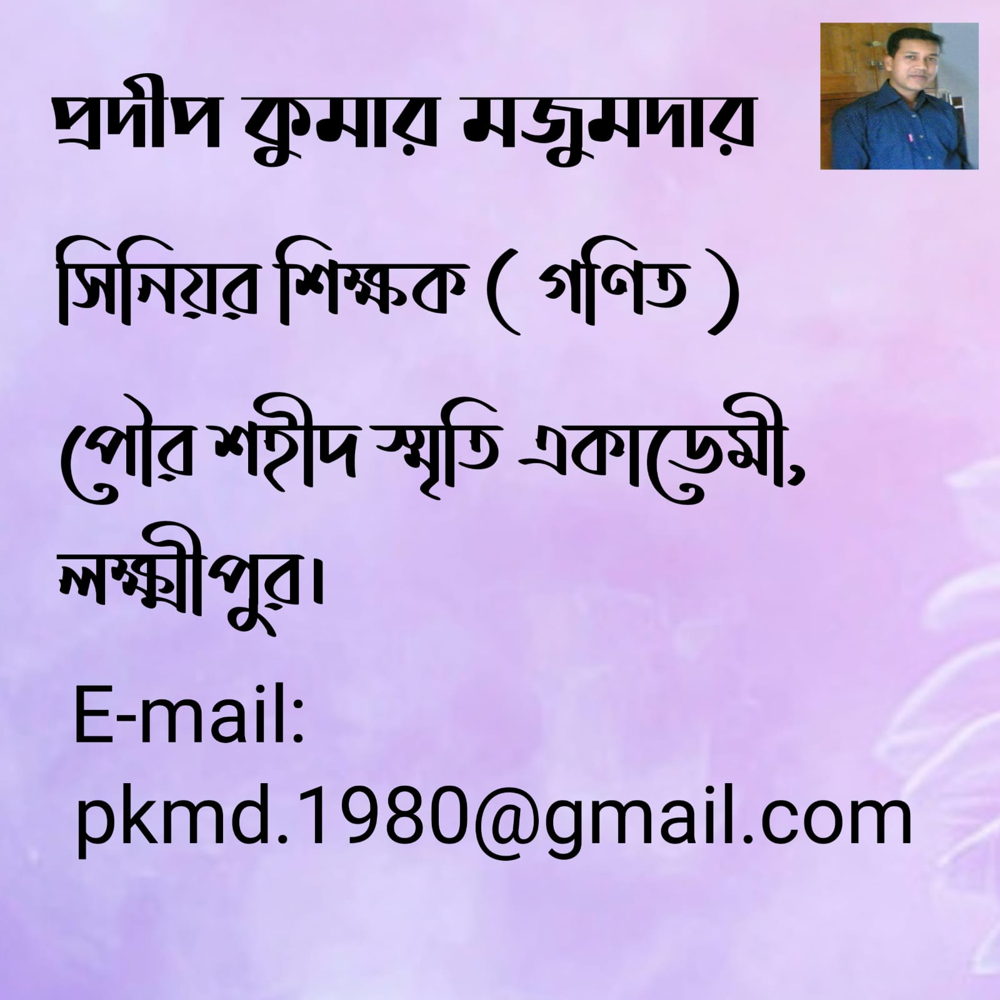 প্রদীপ কুমার মজুমদার
সিনিয়র শিক্ষক ( গণিত )
পৌর শহীদ স্মৃতি একাডেমী,
লক্ষ্মীপুর।
E-mail:
pkmd.1980@gmail.com